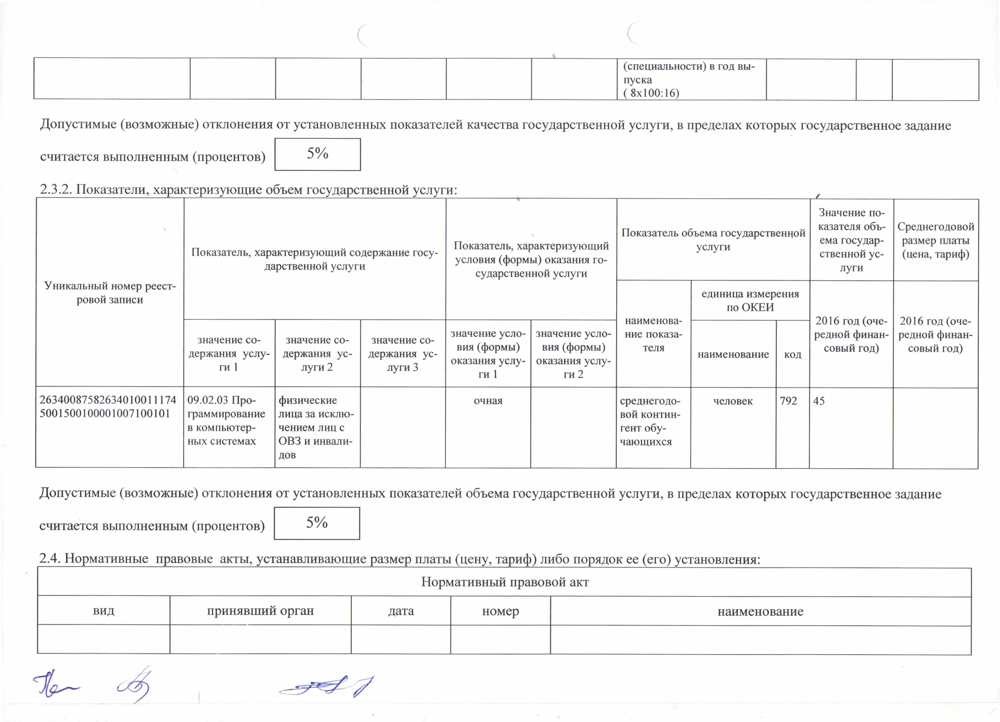 (специальности) в год вы-
пуска
( 8х100:16)
Допустимые (возможные) отклонения от установленных показателей качества государственной услуги, в пределах которых государственное задание
считается выполненным (процентов)
5%
2.3.2. Показатели, характеризующие объем государственной услуги:
Уникальный номер реест-
ровой записи
Показатель, характеризующий содержание госу-
дарственной услуги
Показатель, характеризующий
условия (формы) оказания го-
сударственной услуги
Показатель объема государственной
услуги
Значение по-
казателя объ-
ема государ-
ственной ус-
луги
Среднегодовой
размер платы
(цена, тариф)
значение со-
держания услу-
ги 1
значение со-
держания ус-
луги 2
значение со-
держания ус-
луги 3
значение усло-
вия (формы)
оказания услу-
ги 1
значение усло-
вия (формы)
оказания услу-
ги 2
наименова-
ние показа-
теля
единица измерения
по ОКЕИ
наименование
код
2016 год (оче-
редной финан-
совый год)
2016 год (оче-
редной финан-
совый год)
26340087582634010011174
5001500100001007100101
09.02.03 Про-
граммирование
в компьютер-
ных системах
физические
лица за исклю-
чением лиц с
ОВЗ и инвали-
дов
очная
среднегодо-
вой контин-
гент обу-
чающихся
человек
792
45
Допустимые (возможные) отклонения от установленных показателей объема государственной услуги, в пределах которых государственное задание
считается выполненным (процентов)
5%
2.4. Нормативные правовые акты, устанавливающие размер платы (цену, тариф) либо порядок ее (его) установления:
Нормативный правовой акт
вид
принявший орган
дата
номер
наименование